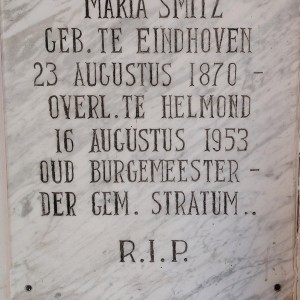 MARIA SMITZ
GEB. TE EINDHOVEN
23 AUGUSTUS 1870 -
OVERL. TE HELMOND
16 AUGUSTUS 1953
OUD BURGEMEESTER -
DER GEM. STRATUM..
R.I.P.